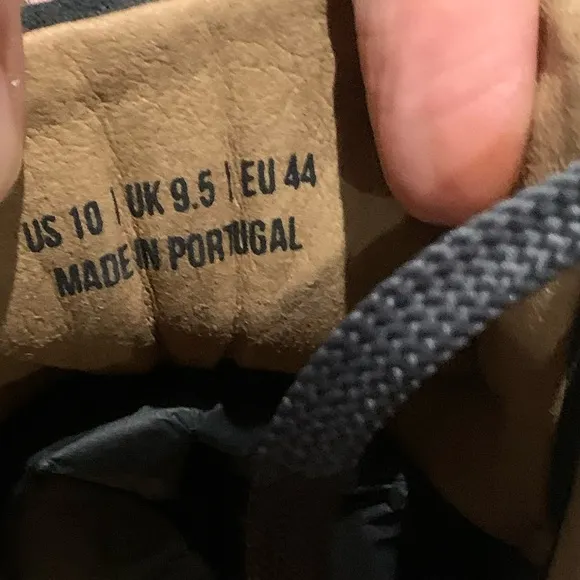 US 10 | UK 9.5 | EU 44
MADE IN PORTUGAL